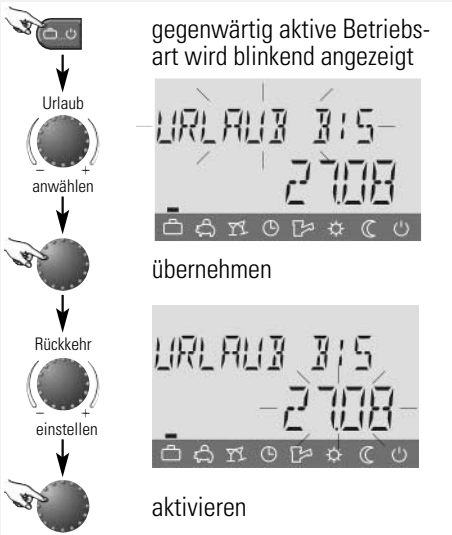 gegenwärtig aktive Betriebs-
art wird blinkend angezeigt
Urlaub
- +
anwählen
URLAUB BIS
27.08
übernehmen
Rückkehr
- +
einstellen
URLAUB BIS
27.08
aktivieren